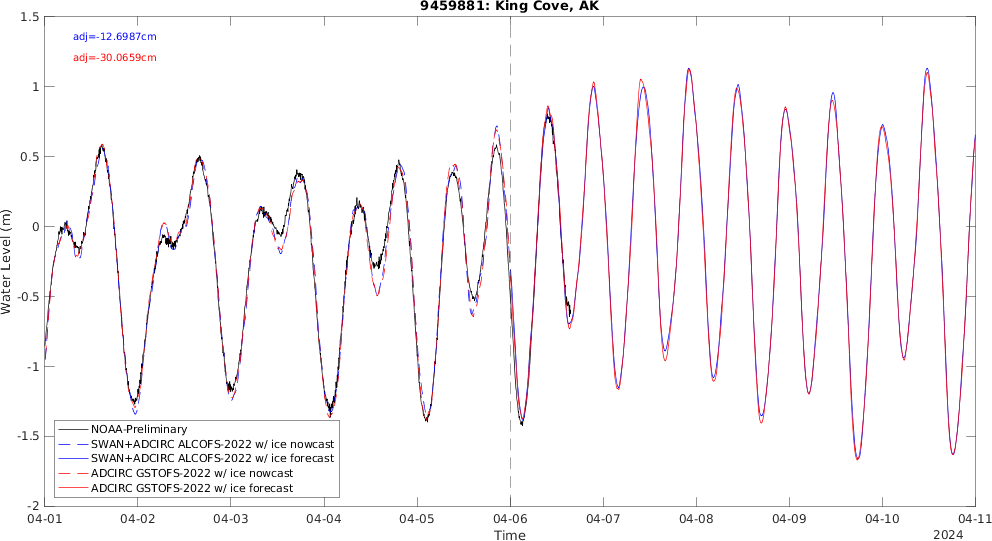 9459881: King Cove, AK
adj=-12.6987cm
adj=-30.0659cm
1.5
1
0.5
0
-0.5
-1
-1.5
-2
Water Level (m)
NOAA-Preliminary
SWAN+ADCIRC ALCOFS-2022 w/ ice nowcast
SWAN+ADCIRC ALCOFS-2022 w/ ice forecast
ADCIRC GSTOFS-2022 w/ ice nowcast
ADCIRC GSTOFS-2022 w/ ice forecast
04-01 04-02 04-03 04-04 04-05 04-06 04-07 04-08 04-09 04-10 04-11
Time
2024